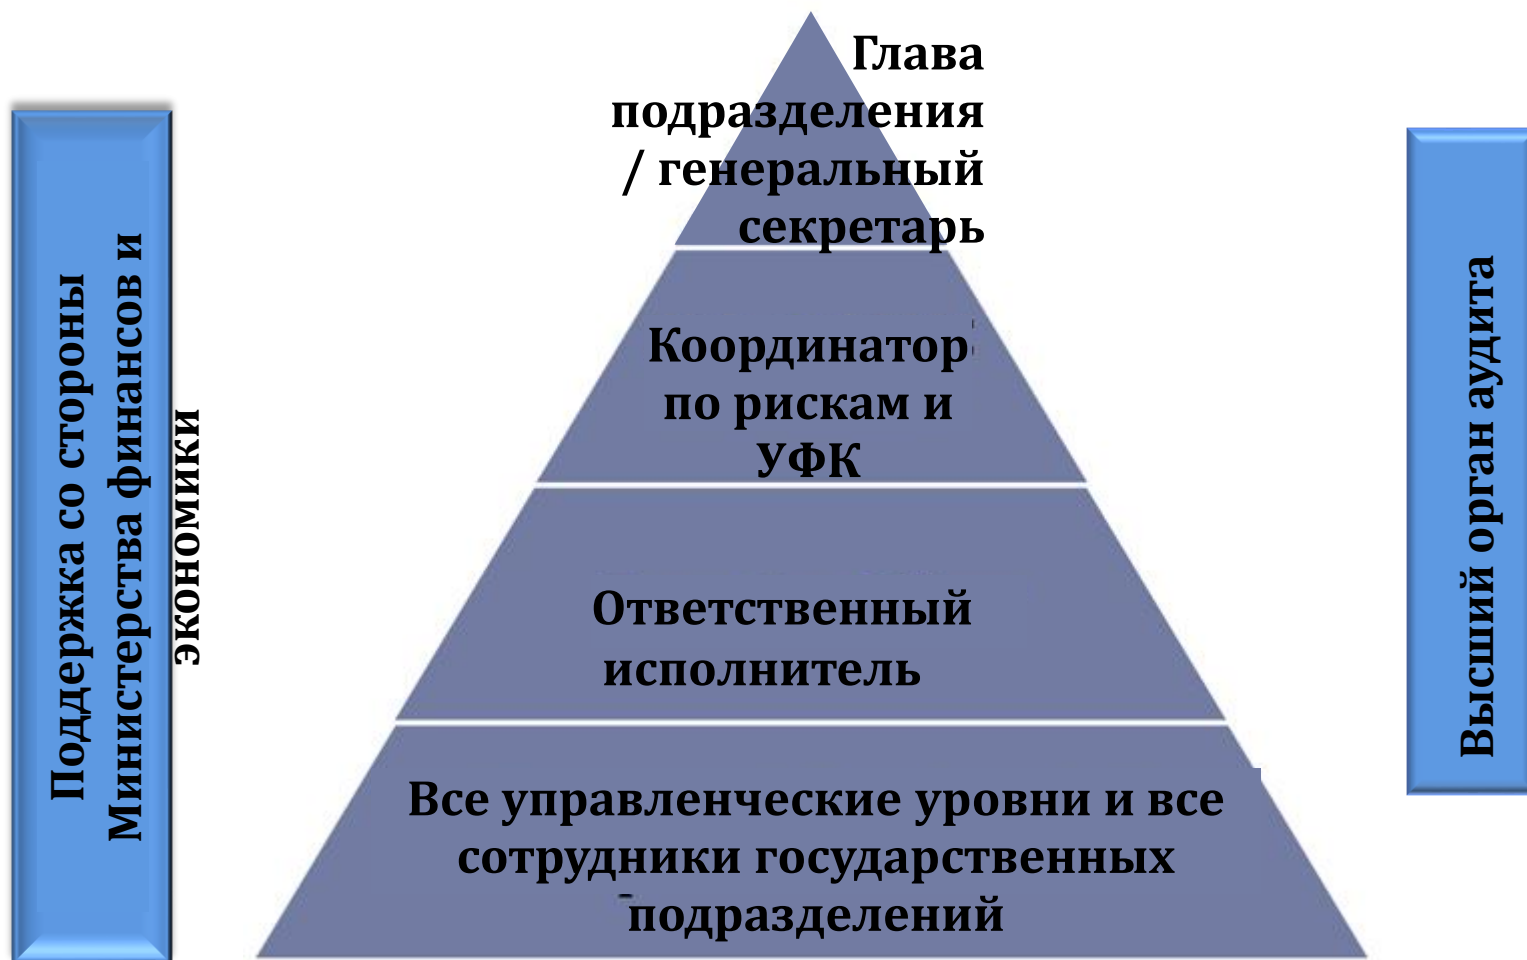 Поддержка со стороны
Министерства финансов и
экономики
Глава
подразделения
/ генеральный
секретарь
Координатор
по рискам и
УФК
Ответственный
исполнитель
Все управленческие уровни и все
сотрудники государственных
подразделений
Высший орган аудита